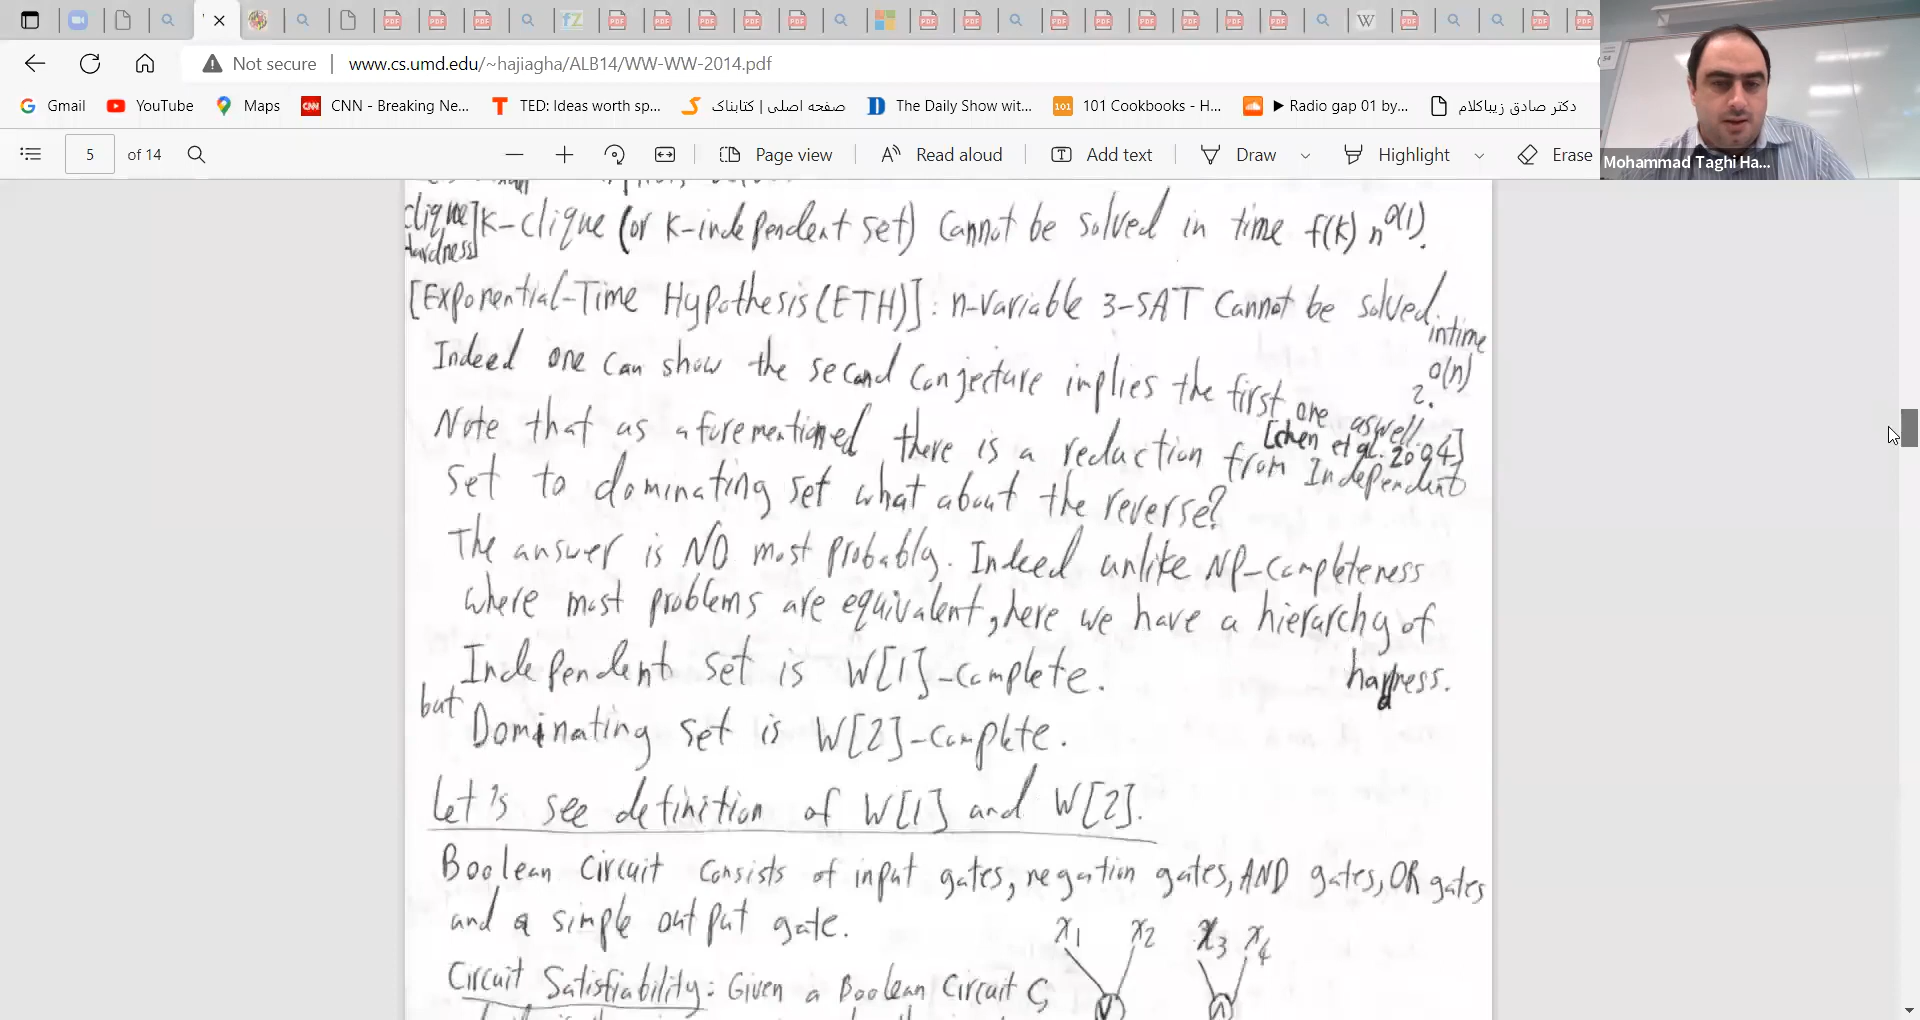 Not secure | www.cs.umd.edu/~hajiagha/ALB14/WW-WW-2014.pdf
Gmail YouTube Maps CNN - Breaking Ne... TED: Ideas worth sp... صفحه اصلی | کتابناک The Daily Show wit... 101 Cookbooks - H... ▶ Radio gap 01 by... دکتر صادق زیباکلام
5 of 14 Page view Read aloud Add text Draw Highlight Erase
Mohammad Taghi Ha...
[clique Hardness] K-clique (or K-independent set) Cannot be solved in time f(k) n^o(1).
[Exponential-Time Hypothesis (ETH)]: n-variable 3-SAT Cannot be solved in time 2^o(n).
Indeed one can show the second conjecture implies the first one as well. [chen et al. 2004]
Note that as aforementioned there is a reduction from Independent
set to dominating set what about the reverse?
The answer is NO most probably. Indeed unlike NP-completeness
where most problems are equivalent, here we have a hierarchy of
hardness.
Independent set is W[1]-complete.
but
Dominating set is W[2]-complete.
Let's see definition of W[1] and W[2].
Boolean Circuit consists of input gates, negation gates, AND gates, OR gates
and a simple output gate.
x1 x2 x3 x4
Circuit Satisfiability: Given a Boolean Circuit C,